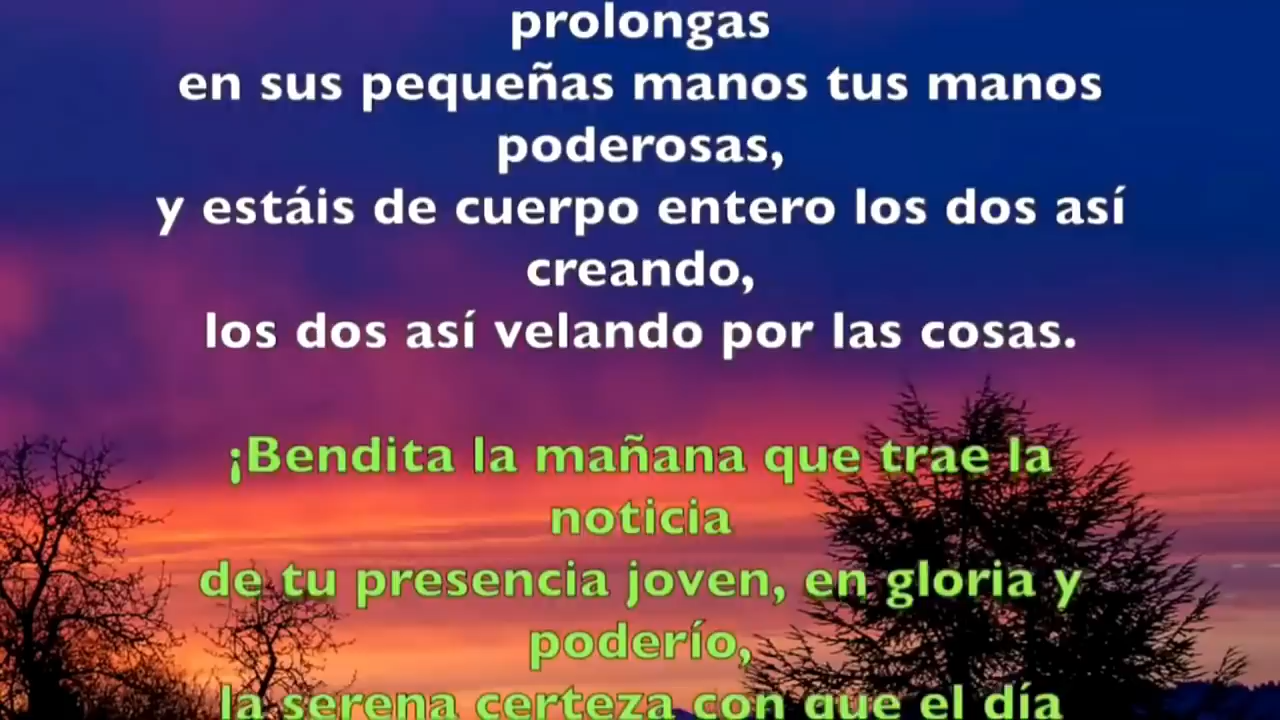 prolongas
en sus pequeñas manos tus manos
poderosas,
y estáis de cuerpo entero los dos así
creando,
los dos así velando por las cosas.
¡Bendita la mañana que trae la
noticia
de tu presencia joven, en gloria y
poderío,
la serena certeza con que el día